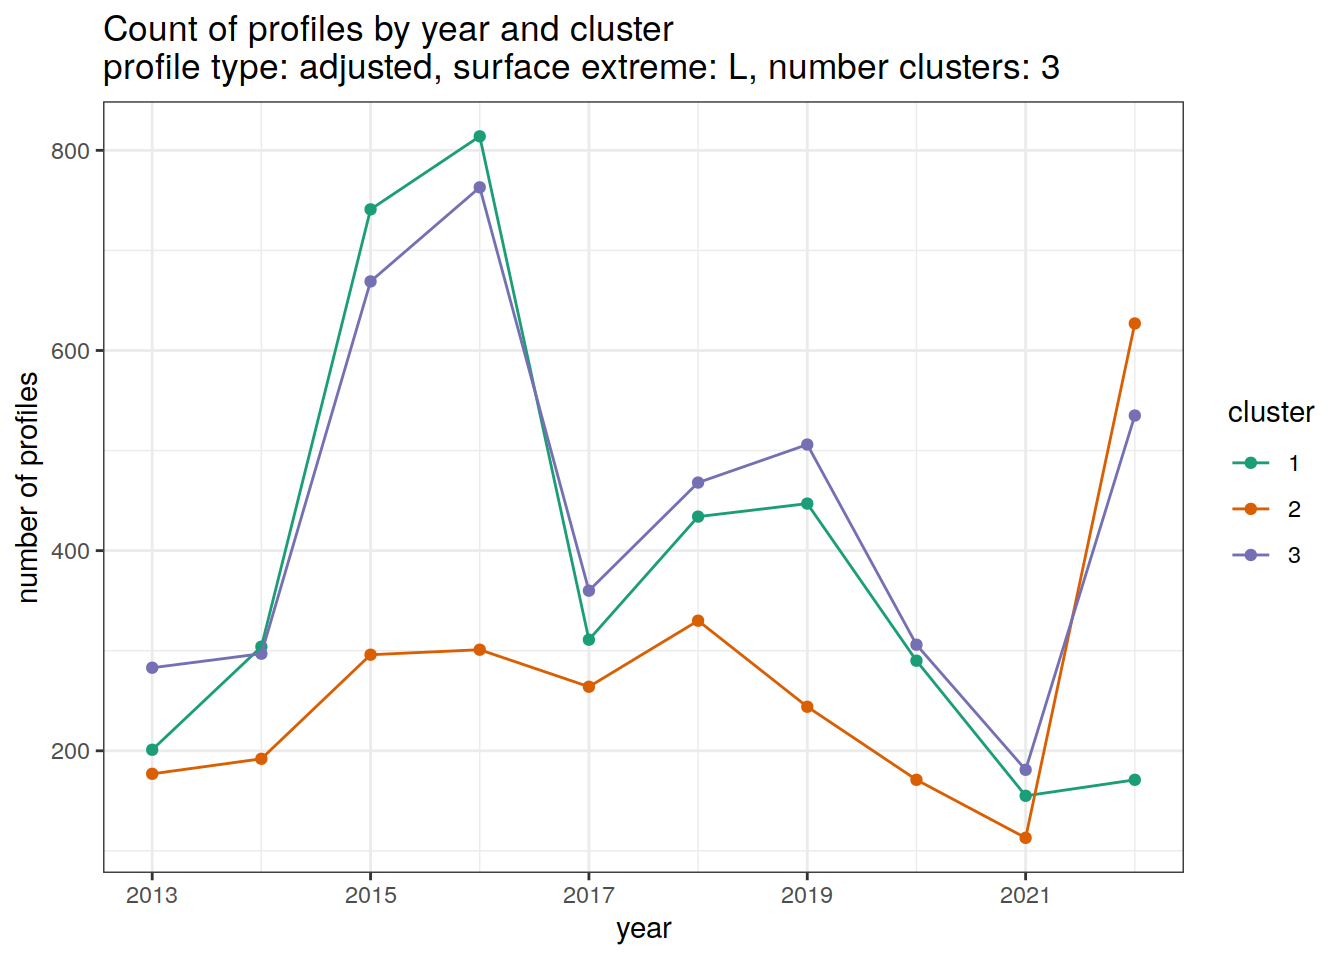 Count of profiles by year and cluster
profile type: adjusted, surface extreme: L, number clusters: 3
800
600
400
200
number of profiles
2013 2015 2017 2019 2021
year
cluster
1
2
3